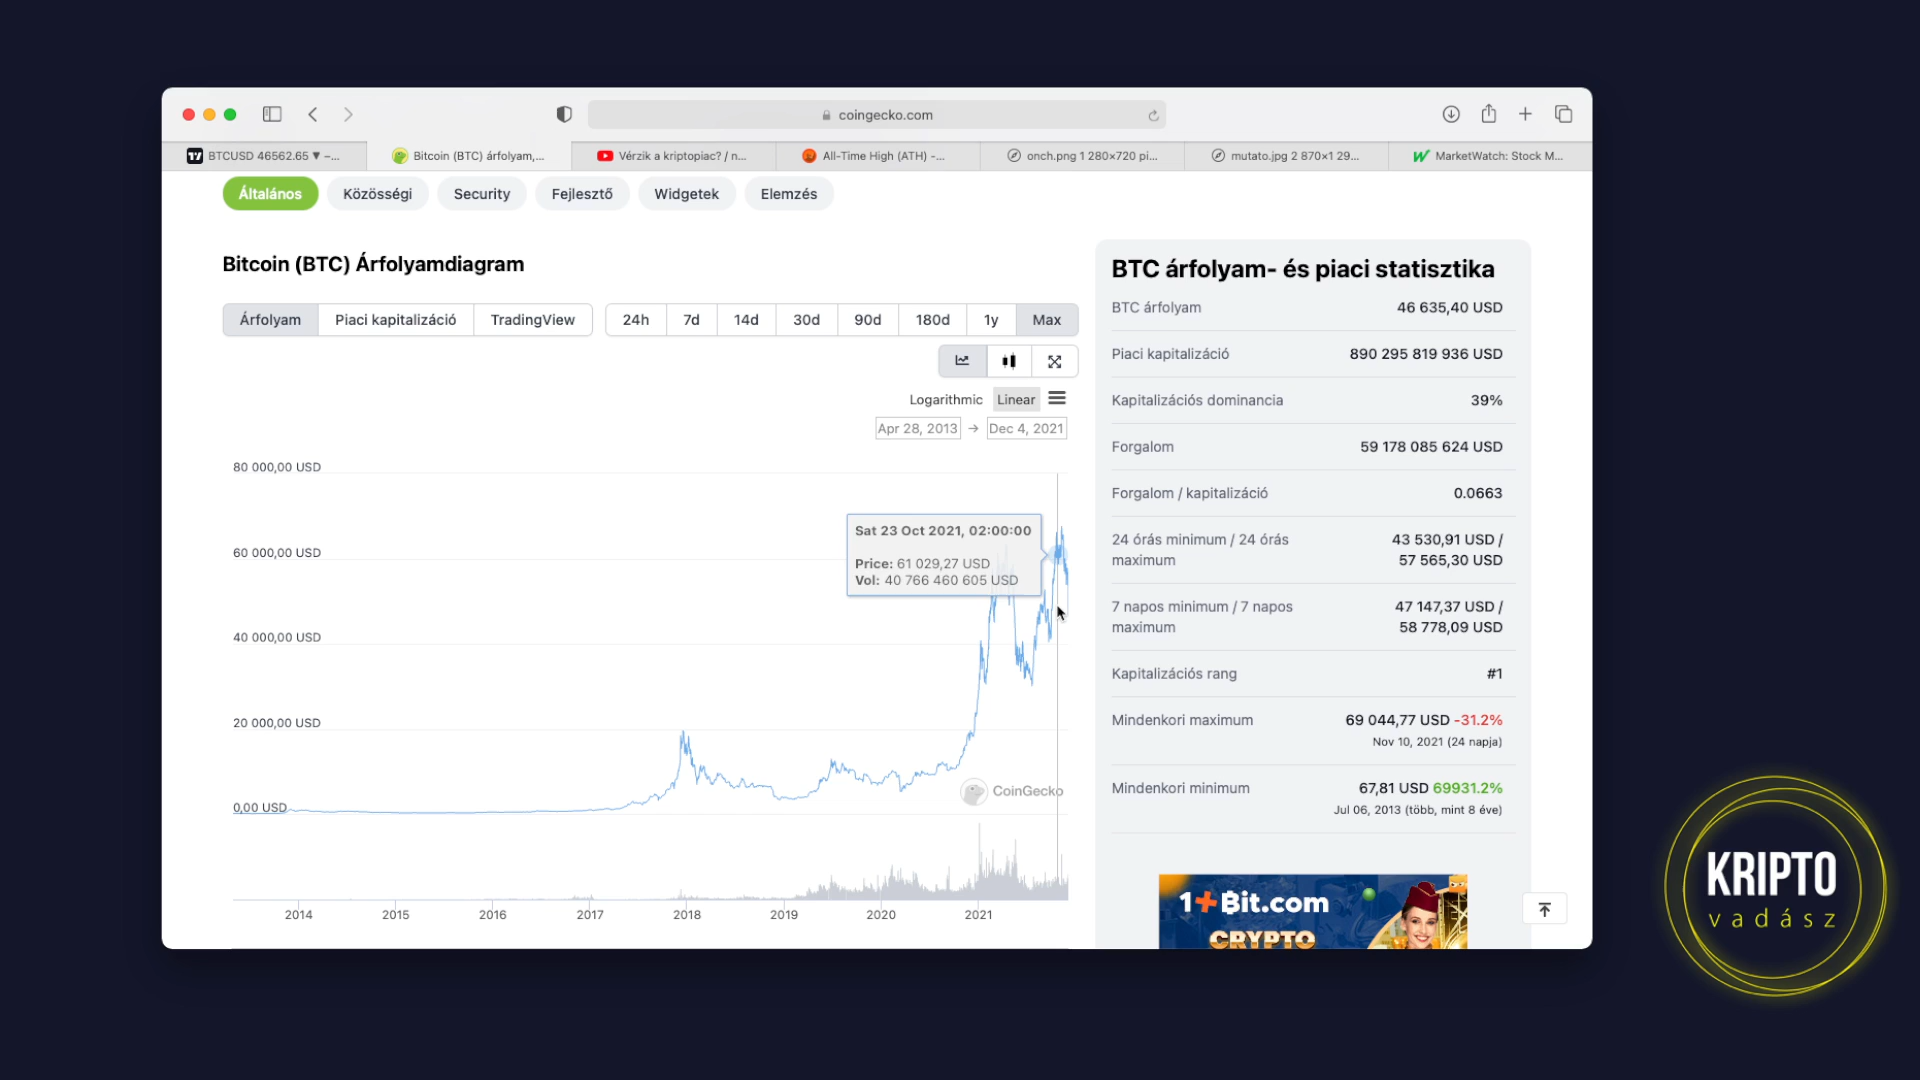 coingecko.com
BTCUSD 46562.65 ▼ –...
Bitcoin (BTC) árfolyam,...
Vérzik a kriptopiac? / n...
All-Time High (ATH) -...
onch.png 1 280×720 pi...
mutato.jpg 2 870×1 29...
MarketWatch: Stock M...
Általános
Közösségi
Security
Fejlesztő
Widgetek
Elemzés
Bitcoin (BTC) Árfolyamdiagram
Árfolyam
Piaci kapitalizáció
TradingView
24h
7d
14d
30d
90d
180d
1y
Max
Logarithmic
Linear
Apr 28, 2013 → Dec 4, 2021
80 000,00 USD
60 000,00 USD
40 000,00 USD
20 000,00 USD
0,00 USD
Sat 23 Oct 2021, 02:00:00
Price: 61 029,27 USD
Vol: 40 766 460 605 USD
CoinGecko
2014
2015
2016
2017
2018
2019
2020
2021
BTC árfolyam- és piaci statisztika
BTC árfolyam 46 635,40 USD
Piaci kapitalizáció 890 295 819 936 USD
Kapitalizációs dominancia 39%
Forgalom 59 178 085 624 USD
Forgalom / kapitalizáció 0.0663
24 órás minimum / 24 órás 43 530,91 USD /
maximum 57 565,30 USD
7 napos minimum / 7 napos 47 147,37 USD /
maximum 58 778,09 USD
Kapitalizációs rang #1
Mindenkori maximum 69 044,77 USD -31.2%
Nov 10, 2021 (24 napja)
Mindenkori minimum 67,81 USD 69931.2%
Jul 06, 2013 (több, mint 8 éve)
1+Bit.com
CRYPTO
KRIPTO
vadász